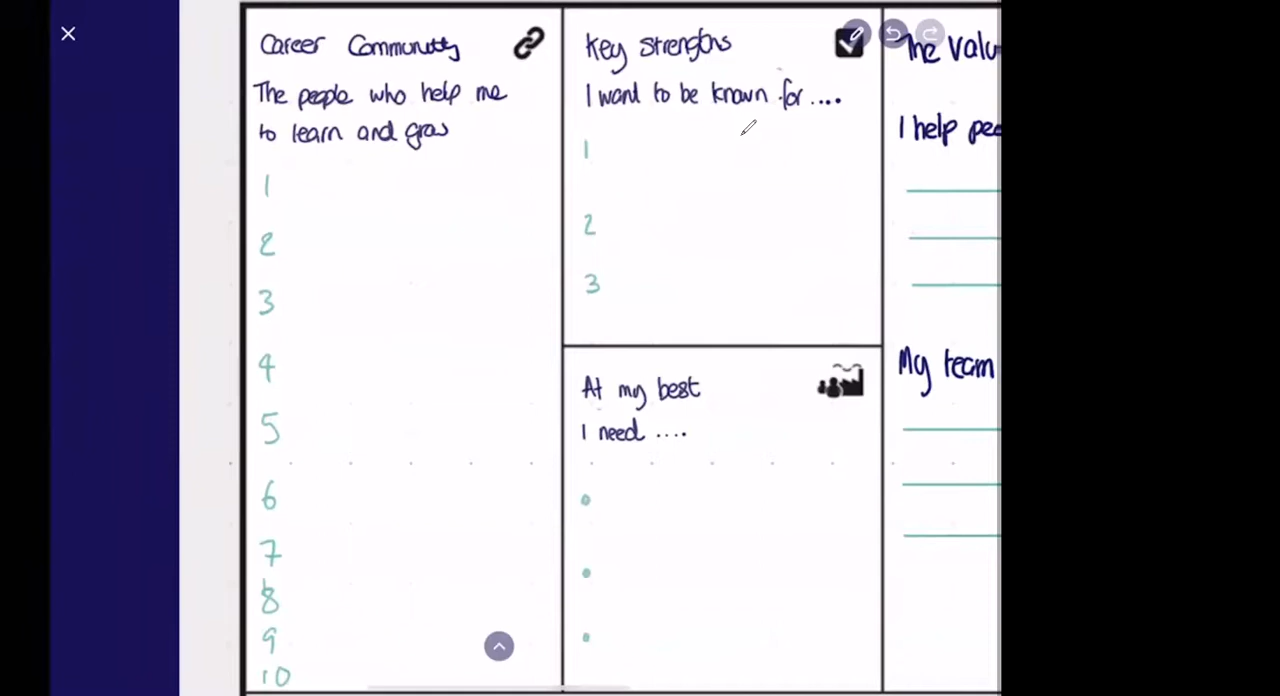 Career Community
The people who help me
to learn and grow
1
2
3
4
5
6
7
8
9
10
Key Strengths
I want to be known for....
1
2
3
At my best
I need ....
The Valu
I help peo
My team